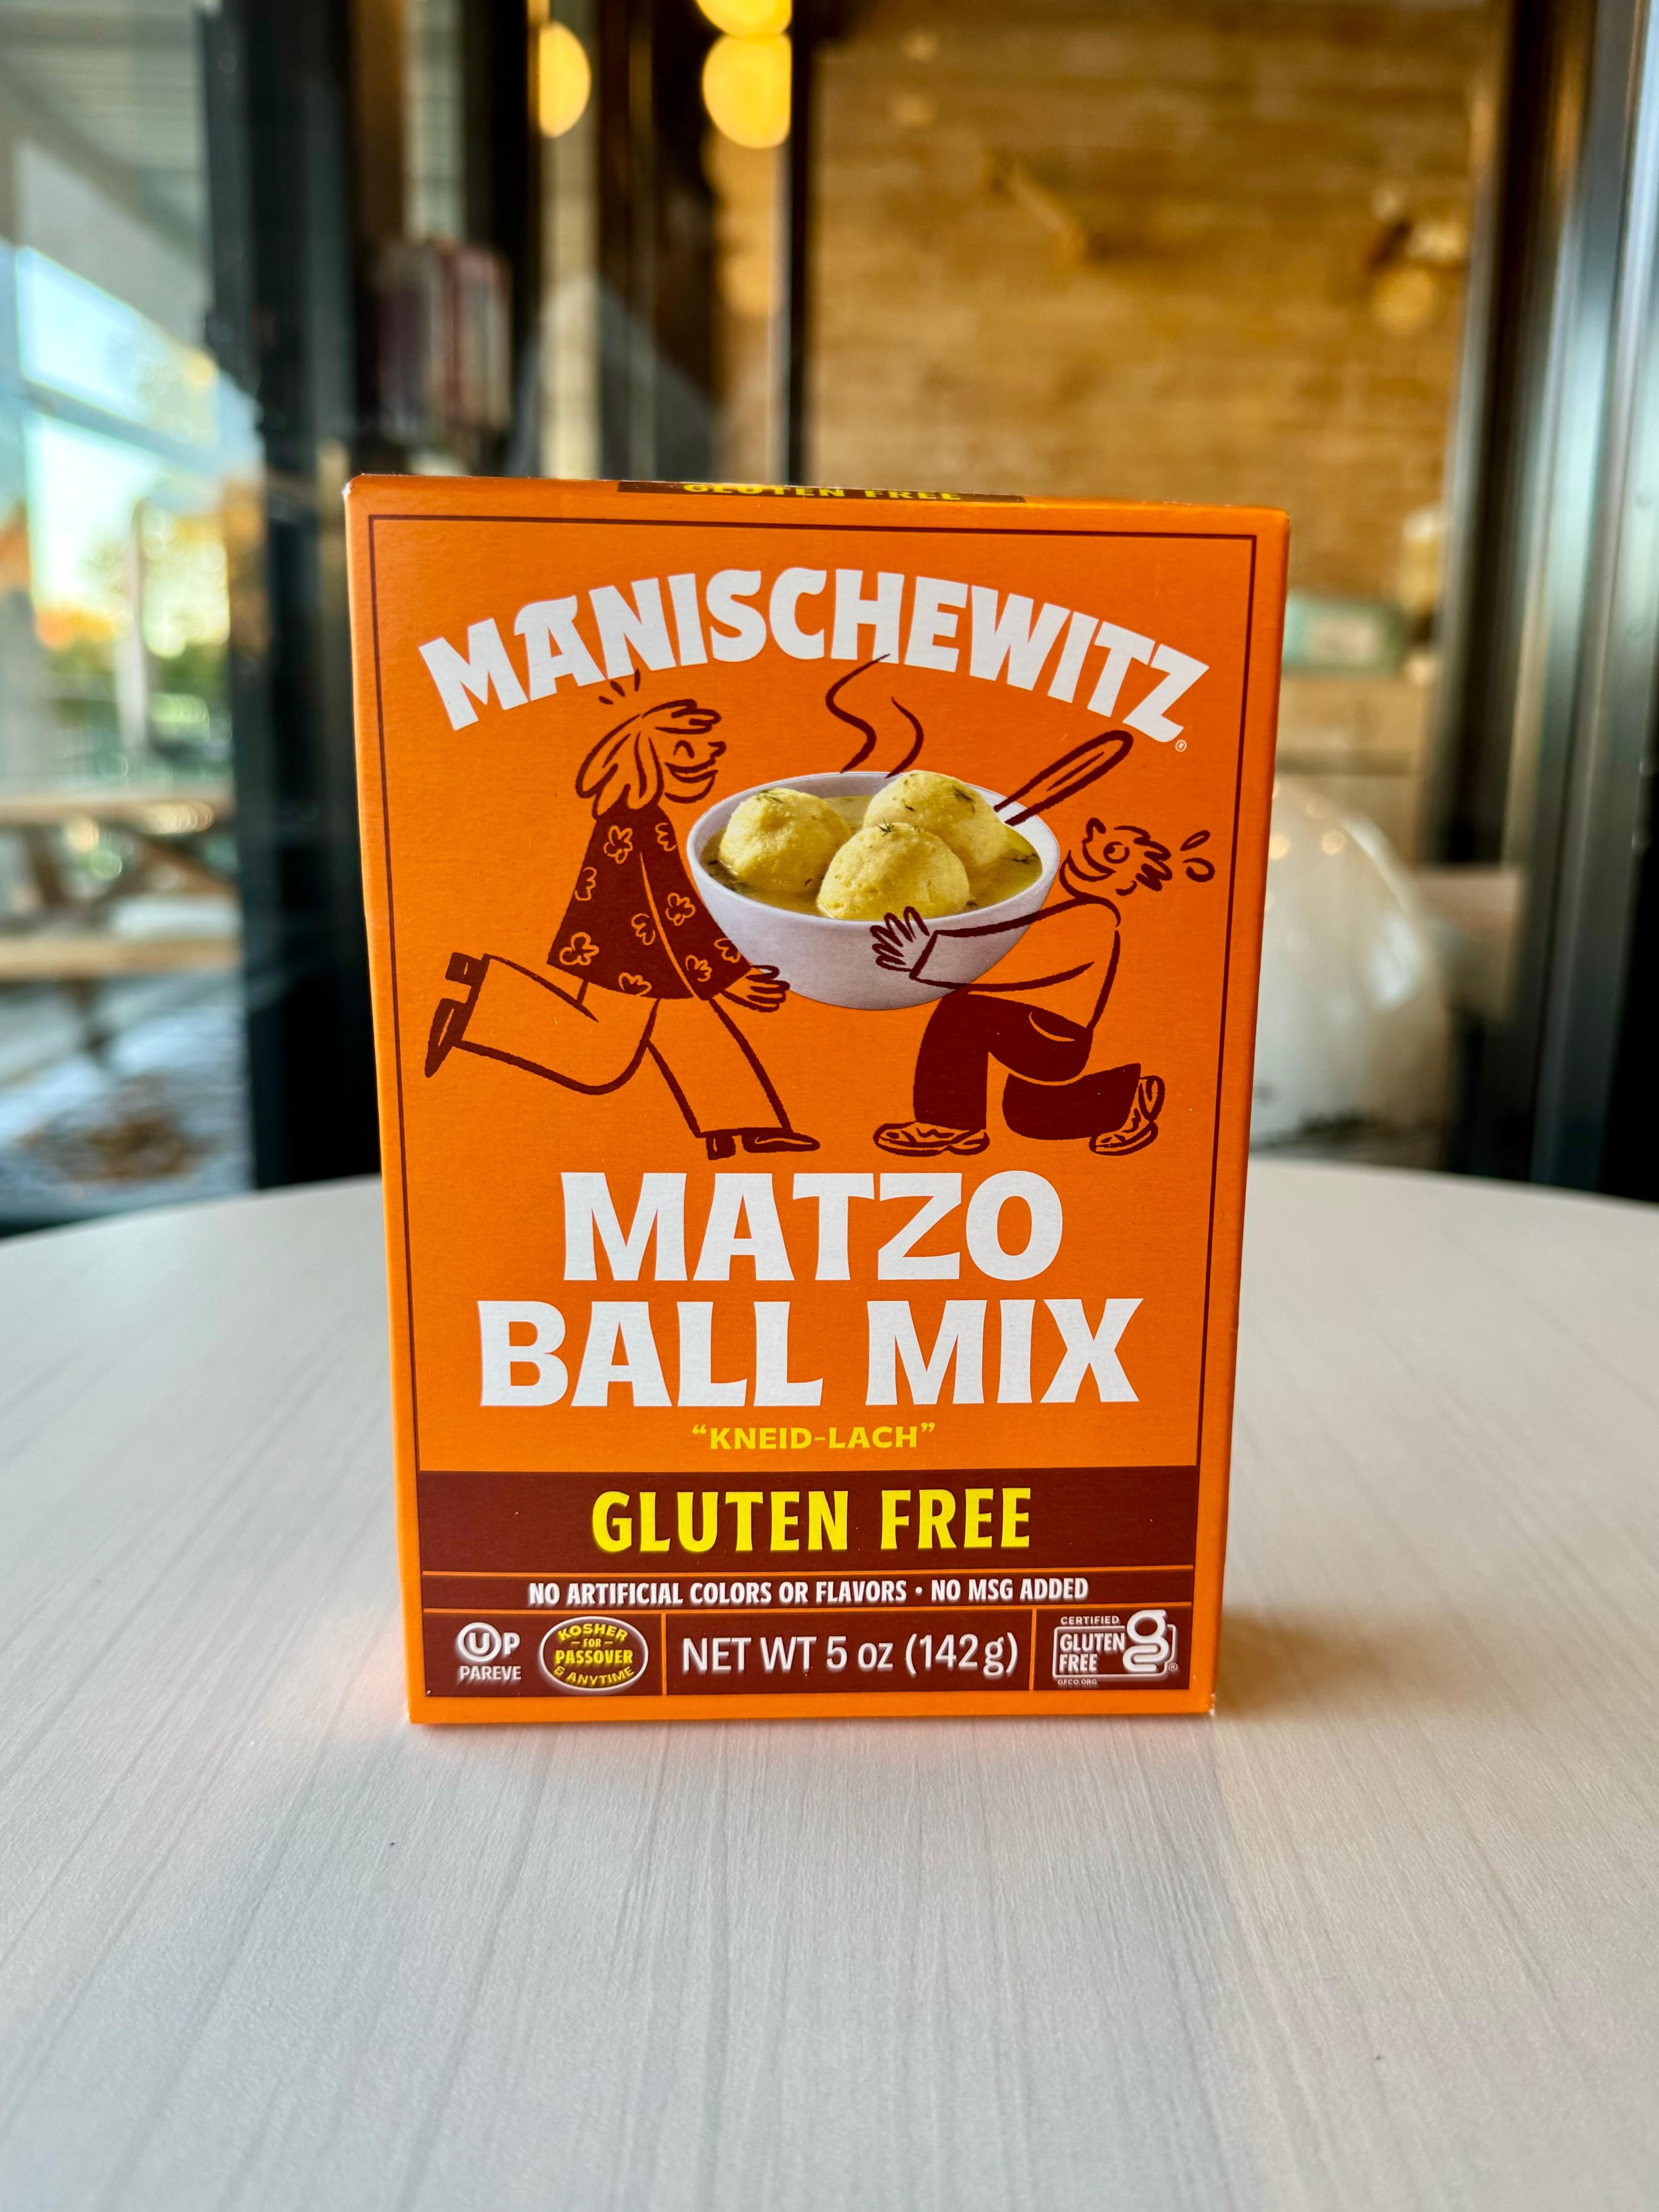 GLUTEN FREE
MANISCHEWITZ®
MATZO
BALL MIX
“KNEID-LACH”
GLUTEN FREE
NO ARTIFICIAL COLORS OR FLAVORS • NO MSG ADDED
UP
PAREVE
KOSHER
FOR
PASSOVER
& ANYTIME
NET WT 5 oz (142g)
CERTIFIED
GLUTEN
FREE
g®
GFCO.ORG